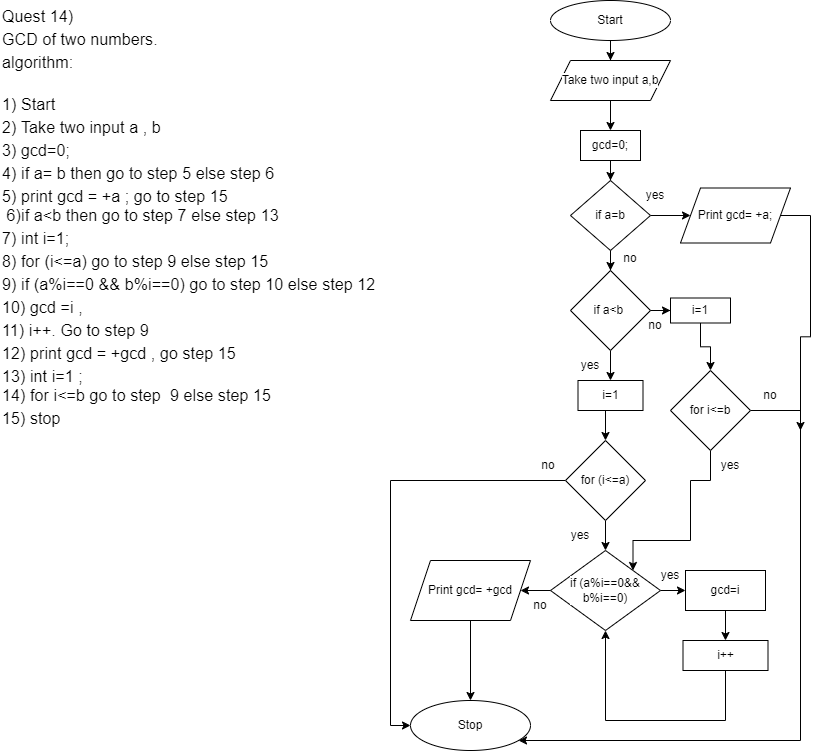 Quest 14)
GCD of two numbers.
algorithm:
1) Start
2) Take two input a , b
3) gcd=0;
4) if a= b then go to step 5 else step 6
5) print gcd = +a ; go to step 15
6)if a<b then go to step 7 else step 13
7) int i=1;
8) for (i<=a) go to step 9 else step 15
9) if (a%i==0 && b%i==0) go to step 10 else step 12
10) gcd =i ,
11) i++. Go to step 9
12) print gcd = +gcd , go step 15
13) int i=1 ;
14) for i<=b go to step  9 else step 15
15) stop
Start
Take two input a,b
gcd=0;
if a=b
yes
Print gcd= +a;
no
if a<b
no
i=1
yes
i=1
for i<=b
no
yes
for (i<=a)
no
yes
if (a%i==0&&
b%i==0)
yes
gcd=i
no
Print gcd= +gcd
i++
Stop